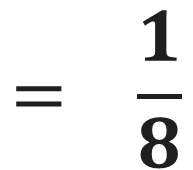 = 1/8